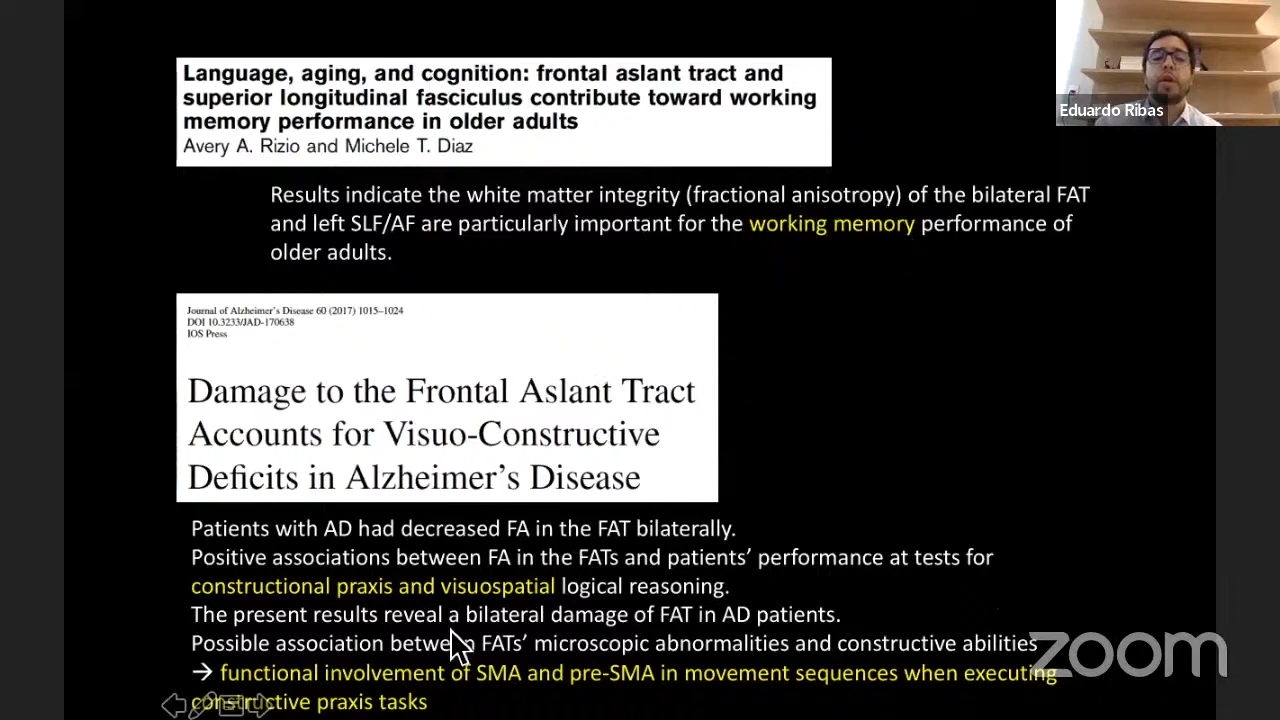 Eduardo Ribas
Language, aging, and cognition: frontal aslant tract and
superior longitudinal fasciculus contribute toward working
memory performance in older adults
Avery A. Rizio and Michele T. Diaz
Results indicate the white matter integrity (fractional anisotropy) of the bilateral FAT
and left SLF/AF are particularly important for the working memory performance of
older adults.
Journal of Alzheimer's Disease 60 (2017) 1015–1024
DOI 10.3233/JAD-170638
IOS Press
Damage to the Frontal Aslant Tract
Accounts for Visuo-Constructive
Deficits in Alzheimer's Disease
Patients with AD had decreased FA in the FAT bilaterally.
Positive associations between FA in the FATs and patients’ performance at tests for
constructional praxis and visuospatial logical reasoning.
The present results reveal a bilateral damage of FAT in AD patients.
Possible association between FATs’ microscopic abnormalities and constructive abilities
→ functional involvement of SMA and pre-SMA in movement sequences when executing
constructive praxis tasks
zoom